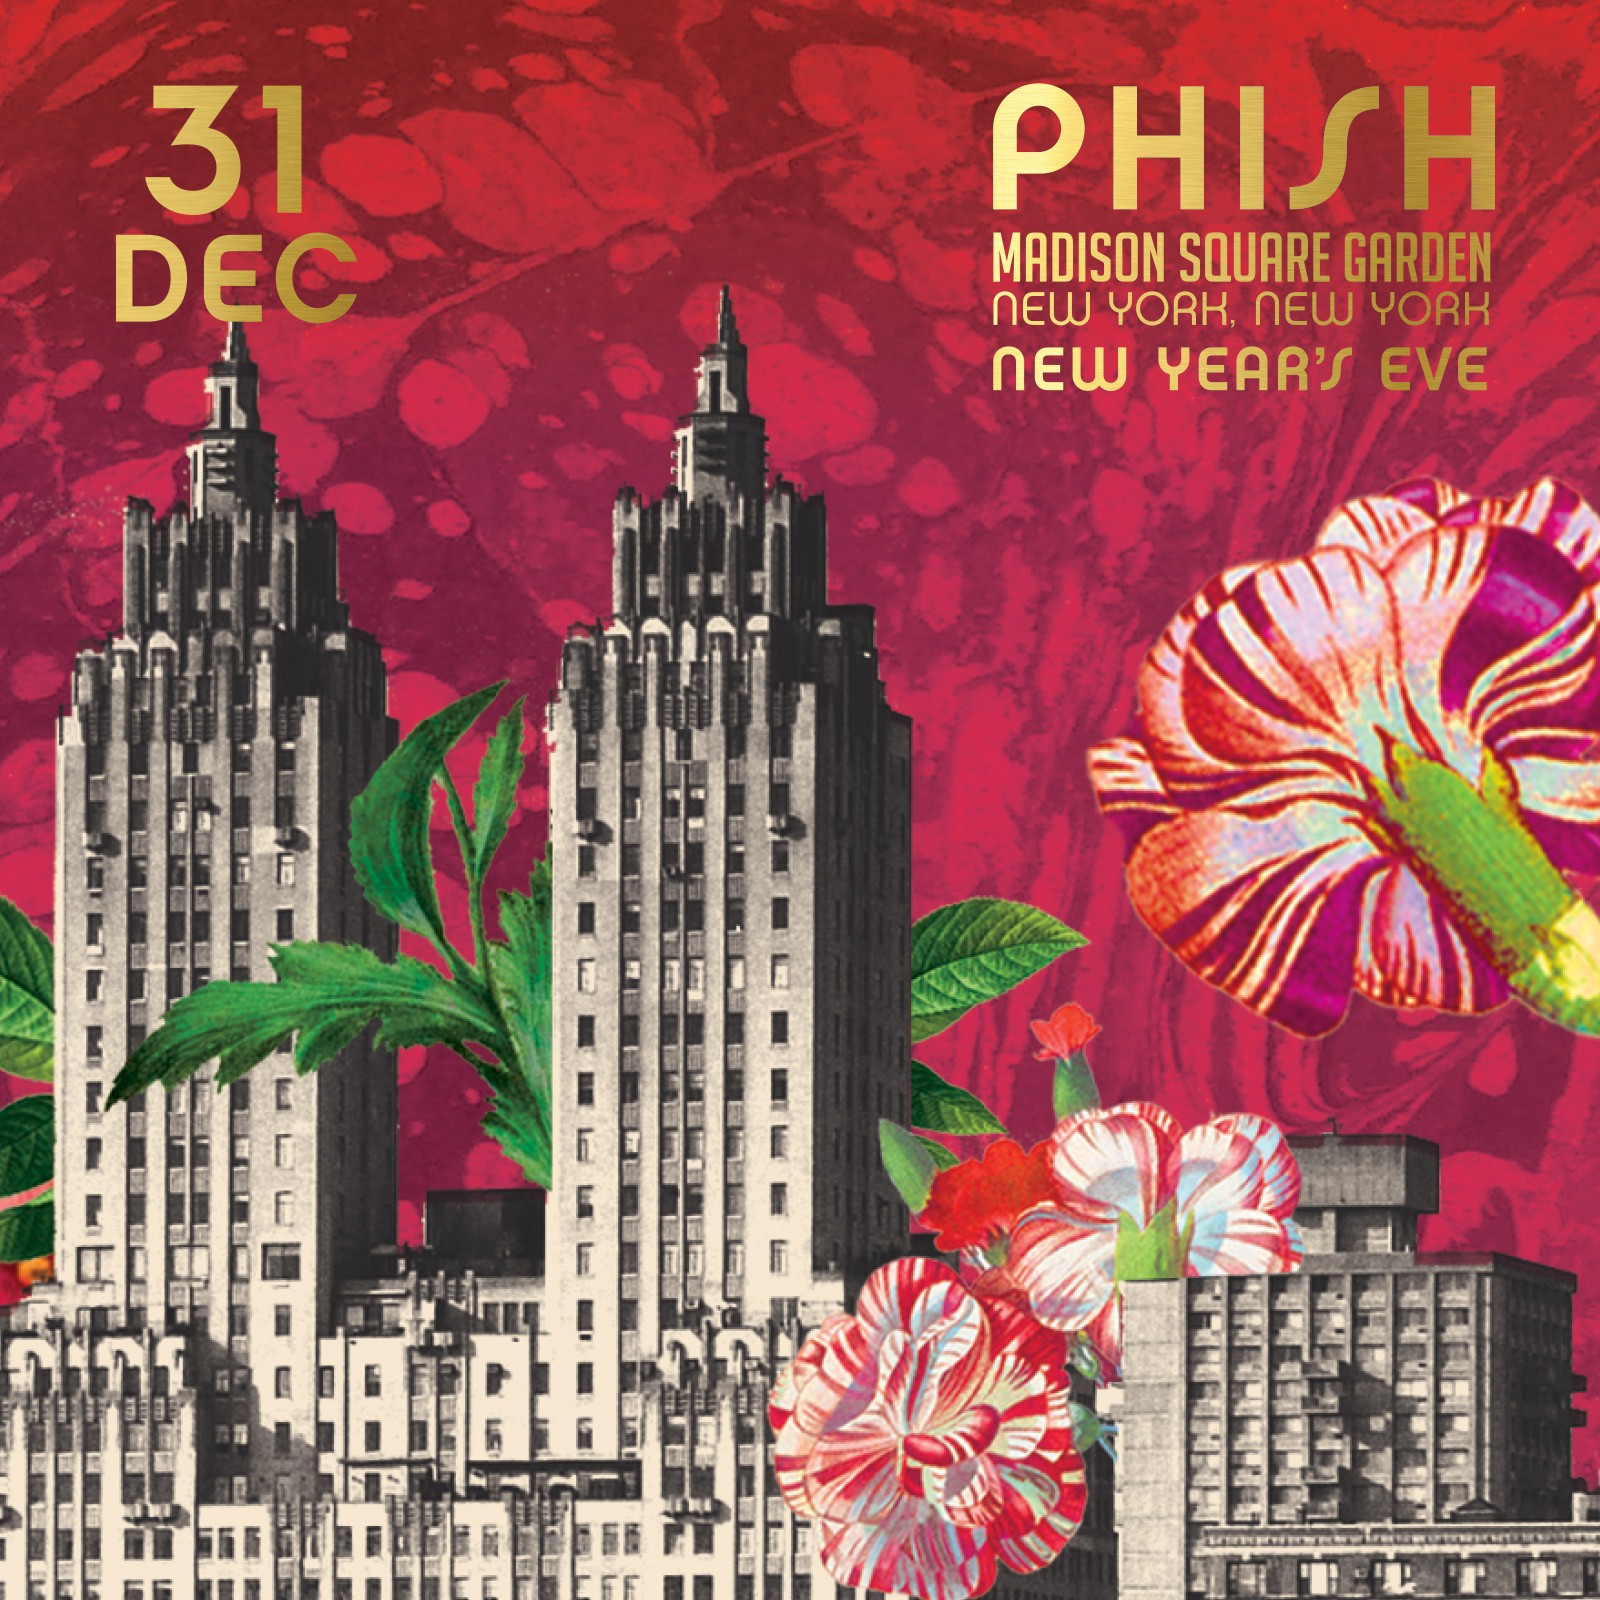 31
DEC
PHISH
MADISON SQUARE GARDEN
NEW YORK, NEW YORK
NEW YEAR'S EVE